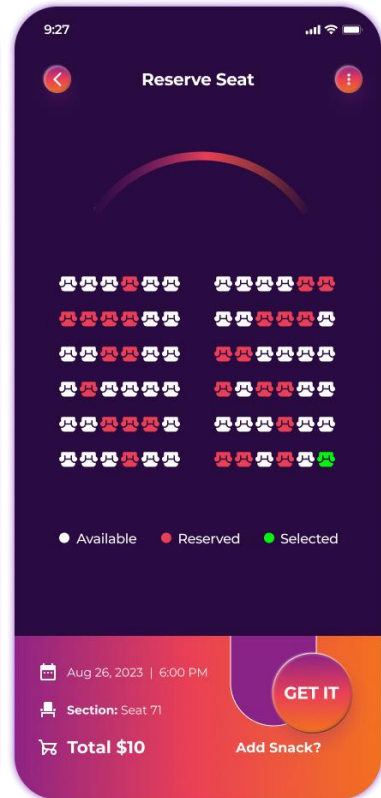 9:27
Reserve Seat
Available Reserved Selected
Aug 26, 2023 | 6:00 PM
Section: Seat 71
GET IT
Total $10
Add Snack?